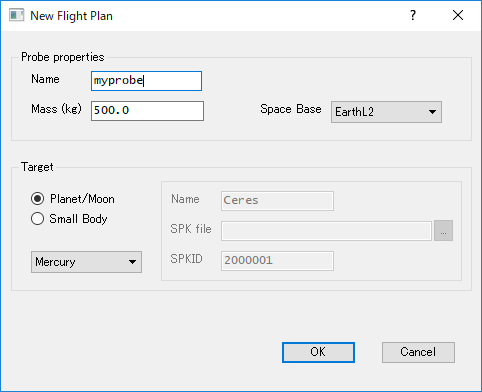 New Flight Plan
?
Probe properties
Name myprobe
Mass (kg) 500.0 Space Base EarthL2
Target
Planet/Moon
Small Body
Mercury
Name Ceres
SPK file ...
SPKID 2000001
OK Cancel